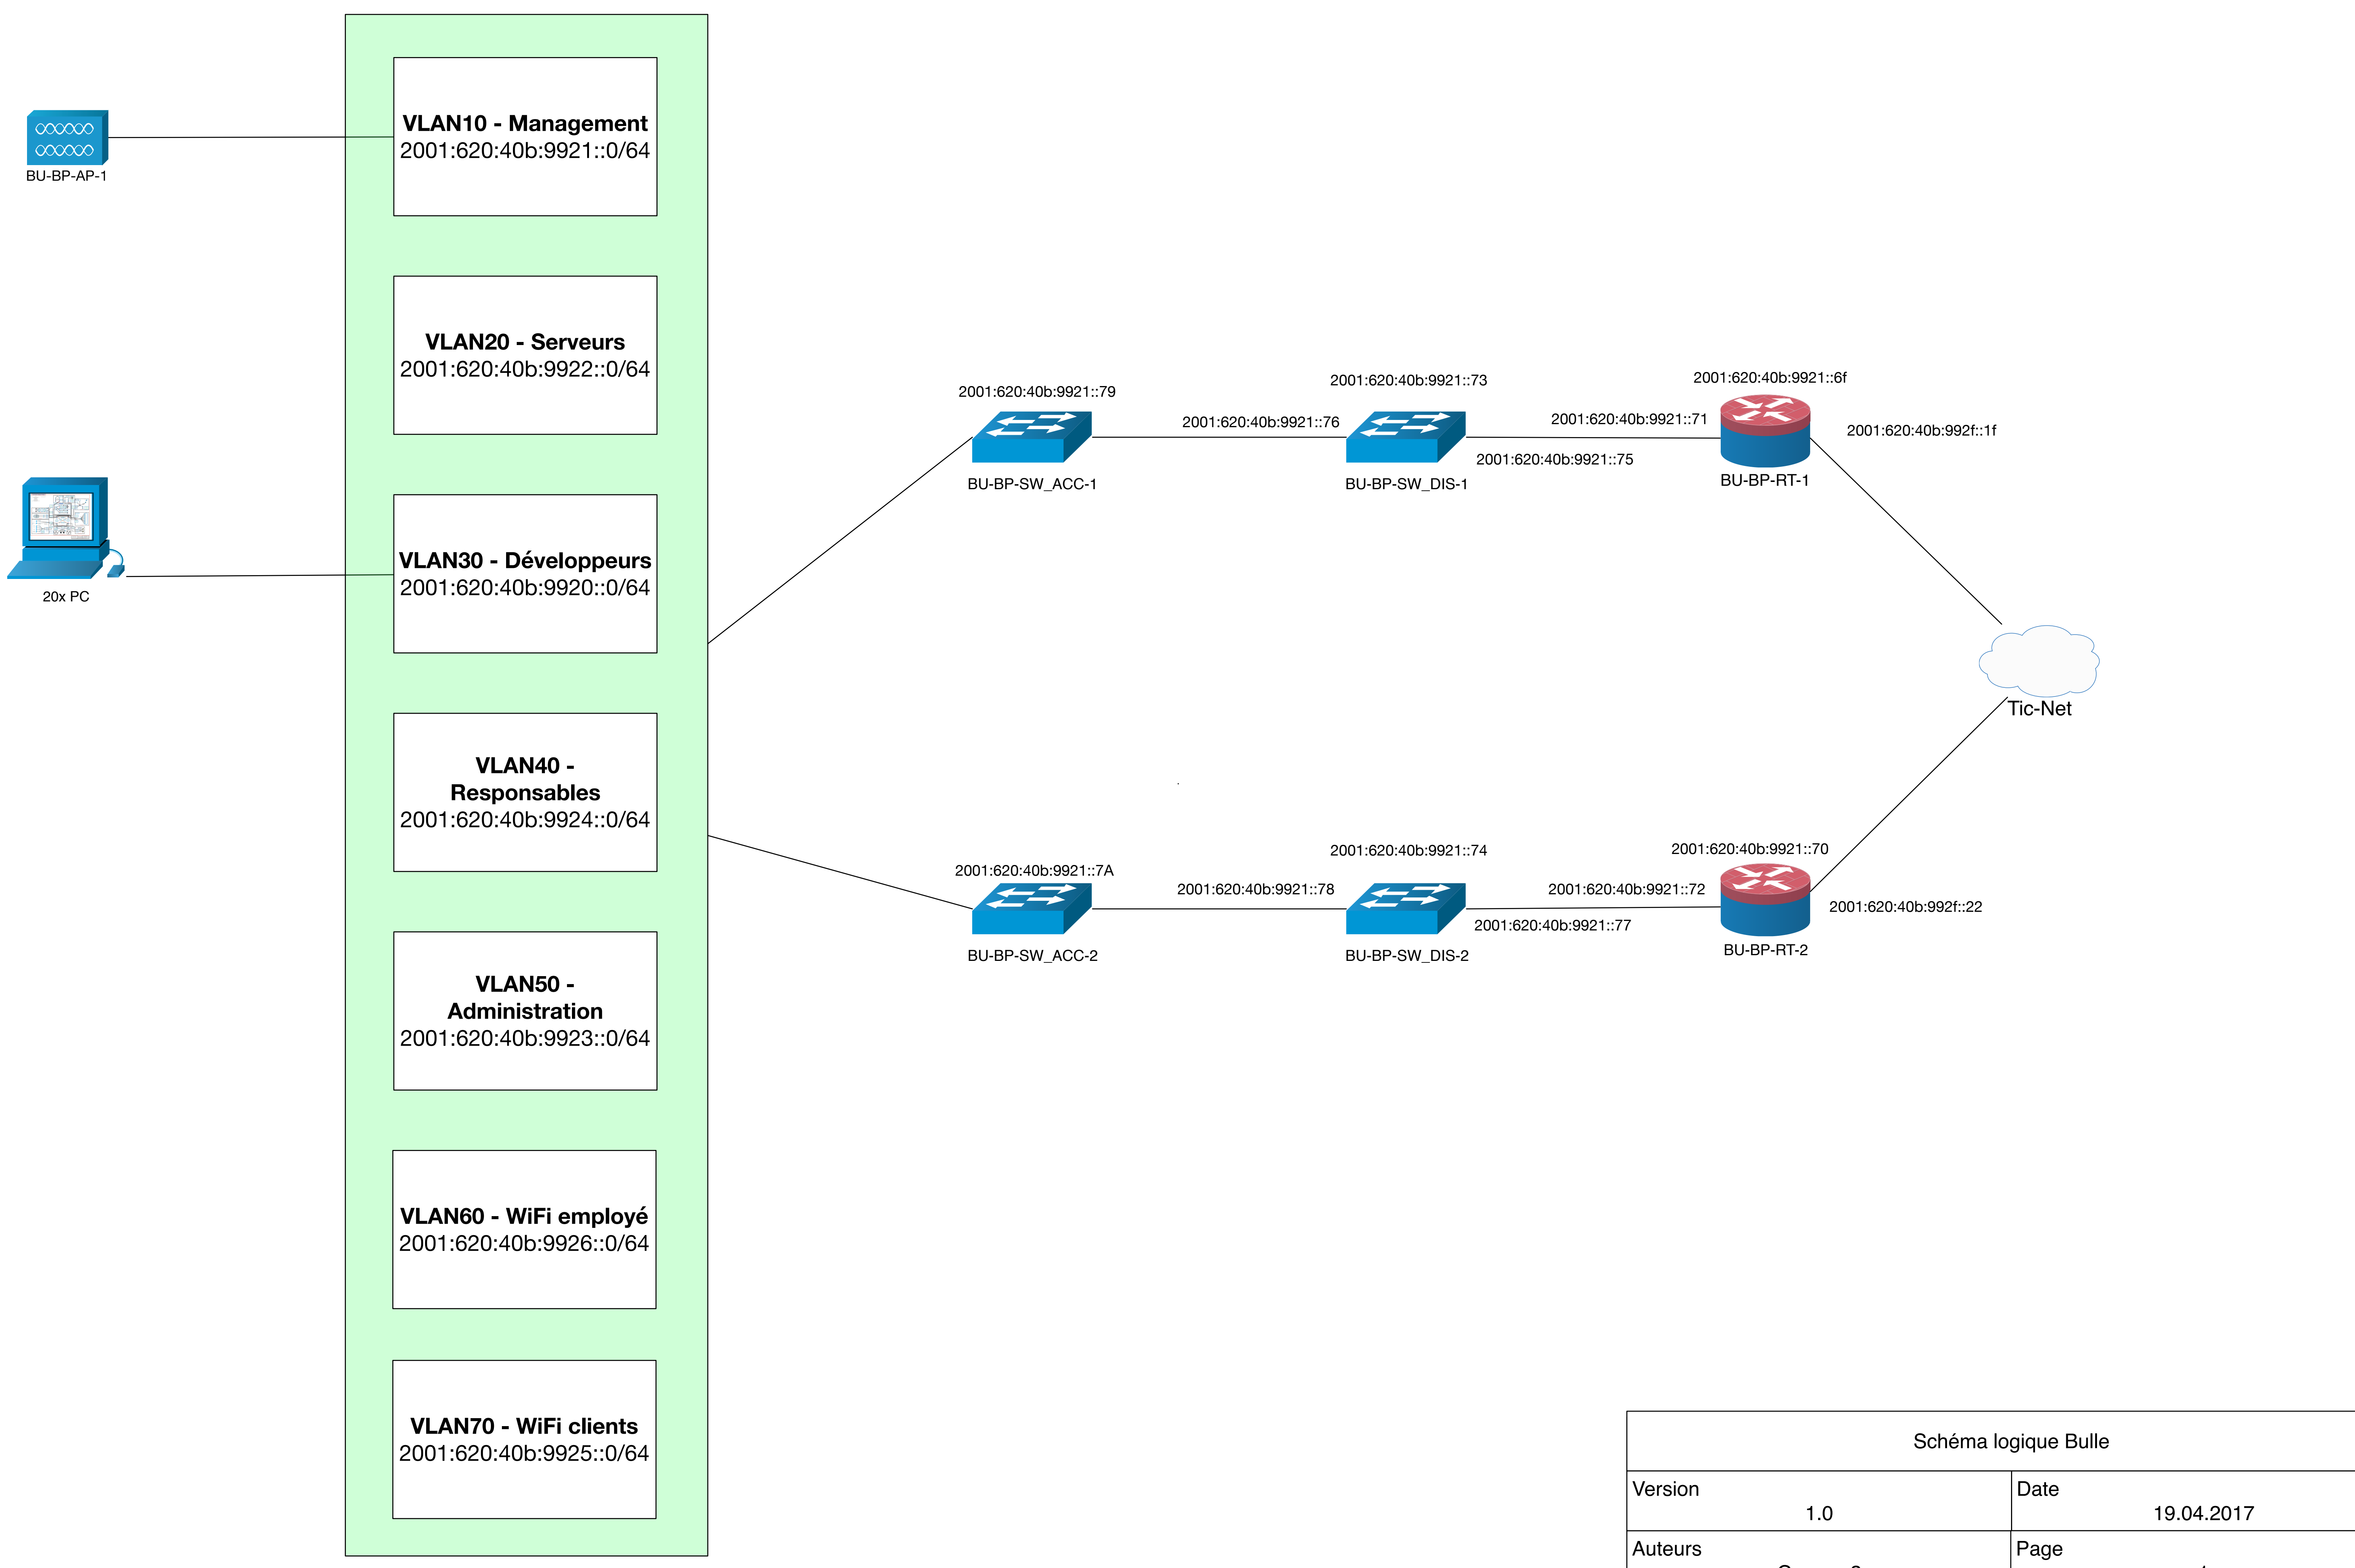 VLAN10 - Management
2001:620:40b:9921::0/64
BU-BP-AP-1
VLAN20 - Serveurs
2001:620:40b:9922::0/64
VLAN30 - Développeurs
2001:620:40b:9920::0/64
20x PC
VLAN40 -
Responsables
2001:620:40b:9924::0/64
VLAN50 -
Administration
2001:620:40b:9923::0/64
VLAN60 - WiFi employé
2001:620:40b:9926::0/64
VLAN70 - WiFi clients
2001:620:40b:9925::0/64
2001:620:40b:9921::79
BU-BP-SW_ACC-1
2001:620:40b:9921::76
2001:620:40b:9921::73
BU-BP-SW_DIS-1
2001:620:40b:9921::75
2001:620:40b:9921::71
2001:620:40b:9921::6f
BU-BP-RT-1
2001:620:40b:992f::1f
Tic-Net
2001:620:40b:9921::7A
BU-BP-SW_ACC-2
2001:620:40b:9921::78
2001:620:40b:9921::74
BU-BP-SW_DIS-2
2001:620:40b:9921::77
2001:620:40b:9921::72
2001:620:40b:9921::70
BU-BP-RT-2
2001:620:40b:992f::22
Schéma logique Bulle
Version
1.0
Date
19.04.2017
Auteurs
Page